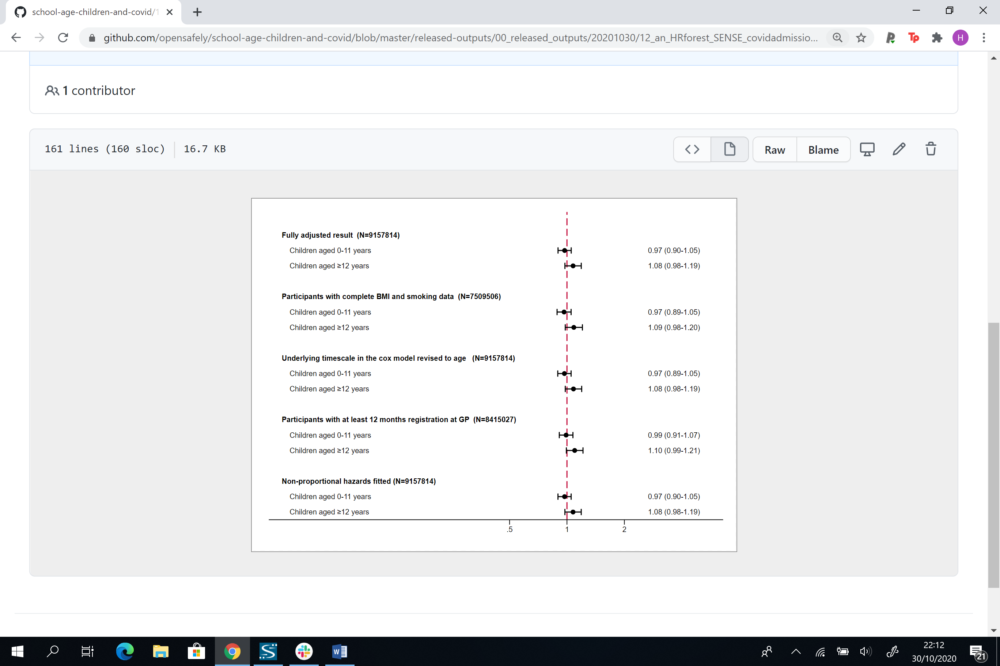 school-age-children-and-covid/1
github.com/opensafely/school-age-children-and-covid/blob/master/released-outputs/00_released_outputs/20201030/12_an_HRforest_SENSE_covidadmissio...
Tp
H
1 contributor
161 lines (160 sloc) 16.7 KB
Raw
Blame
Fully adjusted result (N=9157814)
Children aged 0-11 years 0.97 (0.90-1.05)
Children aged ≥12 years 1.08 (0.98-1.19)
Participants with complete BMI and smoking data (N=7509506)
Children aged 0-11 years 0.97 (0.89-1.05)
Children aged ≥12 years 1.09 (0.98-1.20)
Underlying timescale in the cox model revised to age (N=9157814)
Children aged 0-11 years 0.97 (0.89-1.05)
Children aged ≥12 years 1.08 (0.98-1.19)
Participants with at least 12 months registration at GP (N=8415027)
Children aged 0-11 years 0.99 (0.91-1.07)
Children aged ≥12 years 1.10 (0.99-1.21)
Non-proportional hazards fitted (N=9157814)
Children aged 0-11 years 0.97 (0.90-1.05)
Children aged ≥12 years 1.08 (0.98-1.19)
.5 1 2
W
22:12
30/10/2020
21